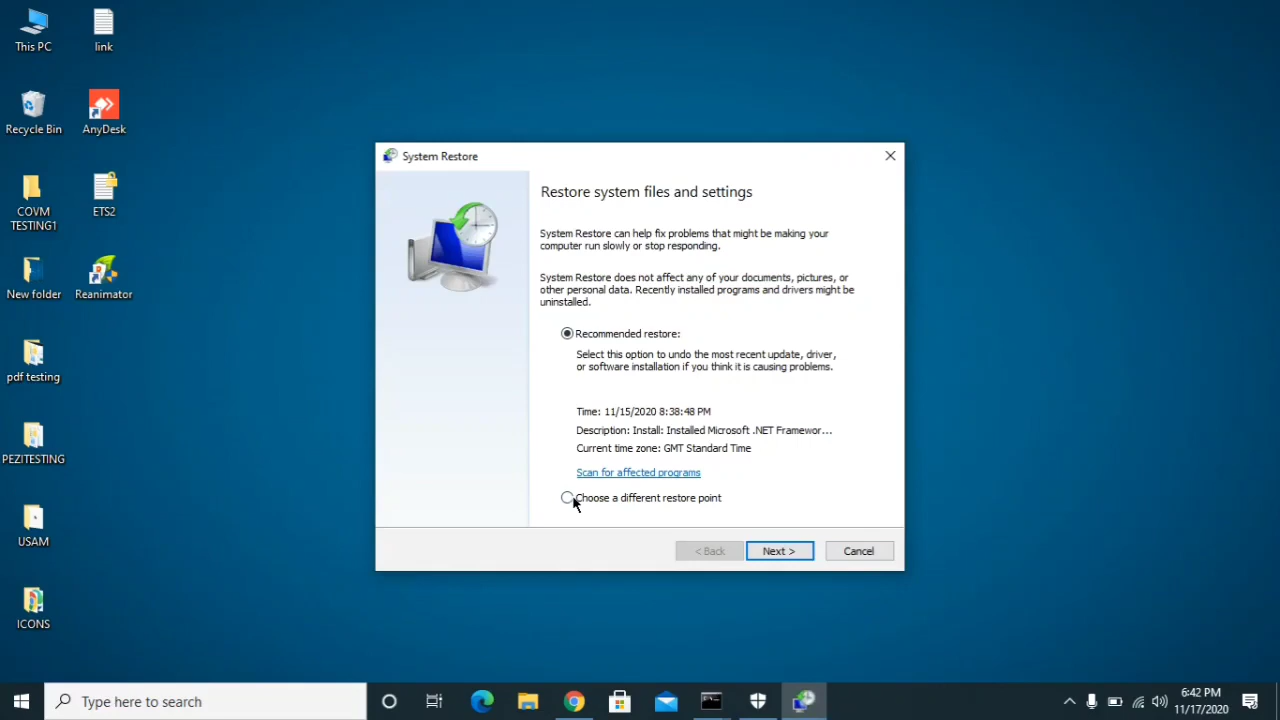 This PC
link
Recycle Bin
AnyDesk
COVM
TESTING1
ETS2
New folder
Reanimator
pdf testing
PEZITESTING
USAM
ICONS
System Restore
Restore system files and settings
System Restore can help fix problems that might be making your
computer run slowly or stop responding.
System Restore does not affect any of your documents, pictures, or
other personal data. Recently installed programs and drivers might be
uninstalled.
Recommended restore:
Select this option to undo the most recent update, driver,
or software installation if you think it is causing problems.
Time: 11/15/2020 8:38:48 PM
Description: Install: Installed Microsoft .NET Framewor...
Current time zone: GMT Standard Time
Scan for affected programs
Choose a different restore point
< Back
Next >
Cancel
Type here to search
6:42 PM
11/17/2020